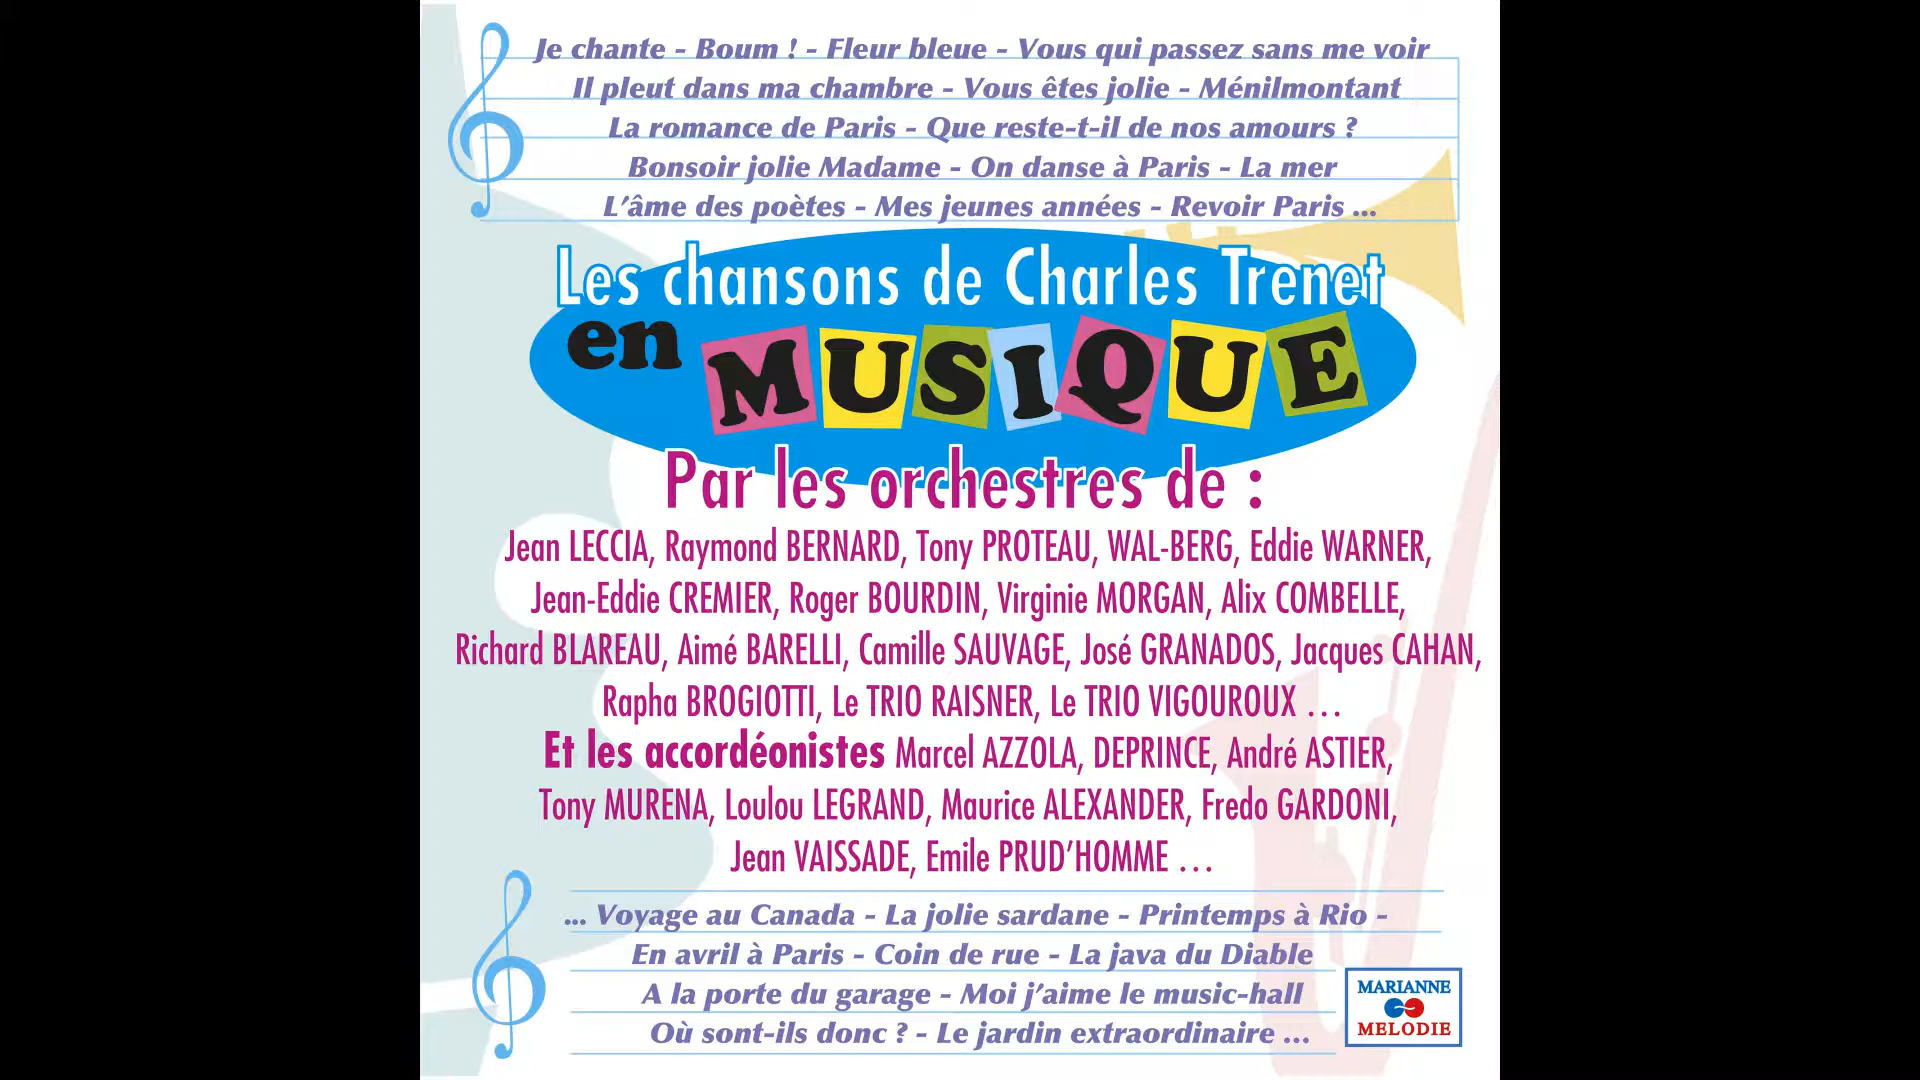 Je chante - Boum ! - Fleur bleue - Vous qui passez sans me voir
Il pleut dans ma chambre - Vous êtes jolie - Ménilmontant
La romance de Paris - Que reste-t-il de nos amours ?
Bonsoir jolie Madame - On danse à Paris - La mer
L’âme des poètes - Mes jeunes années - Revoir Paris ...
Les chansons de Charles Trenet
en MUSIQUE
Par les orchestres de :
Jean LECCIA, Raymond BERNARD, Tony PROTEAU, WAL-BERG, Eddie WARNER,
Jean-Eddie CREMIER, Roger BOURDIN, Virginie MORGAN, Alix COMBELLE,
Richard BLAREAU, Aimé BARELLI, Camille SAUVAGE, José GRANADOS, Jacques CAHAN,
Rapha BROGIOTTI, Le TRIO RAISNER, Le TRIO VIGOUROUX ...
Et les accordéonistes Marcel AZZOLA, DEPRINCE, André ASTIER,
Tony MURENA, Loulou LEGRAND, Maurice ALEXANDER, Fredo GARDONI,
Jean VAISSADE, Emile PRUD’HOMME ...
... Voyage au Canada - La jolie sardane - Printemps à Rio -
En avril à Paris - Coin de rue - La java du Diable
A la porte du garage - Moi j’aime le music-hall
Où sont-ils donc ? - Le jardin extraordinaire ...
MARIANNE
MELODIE